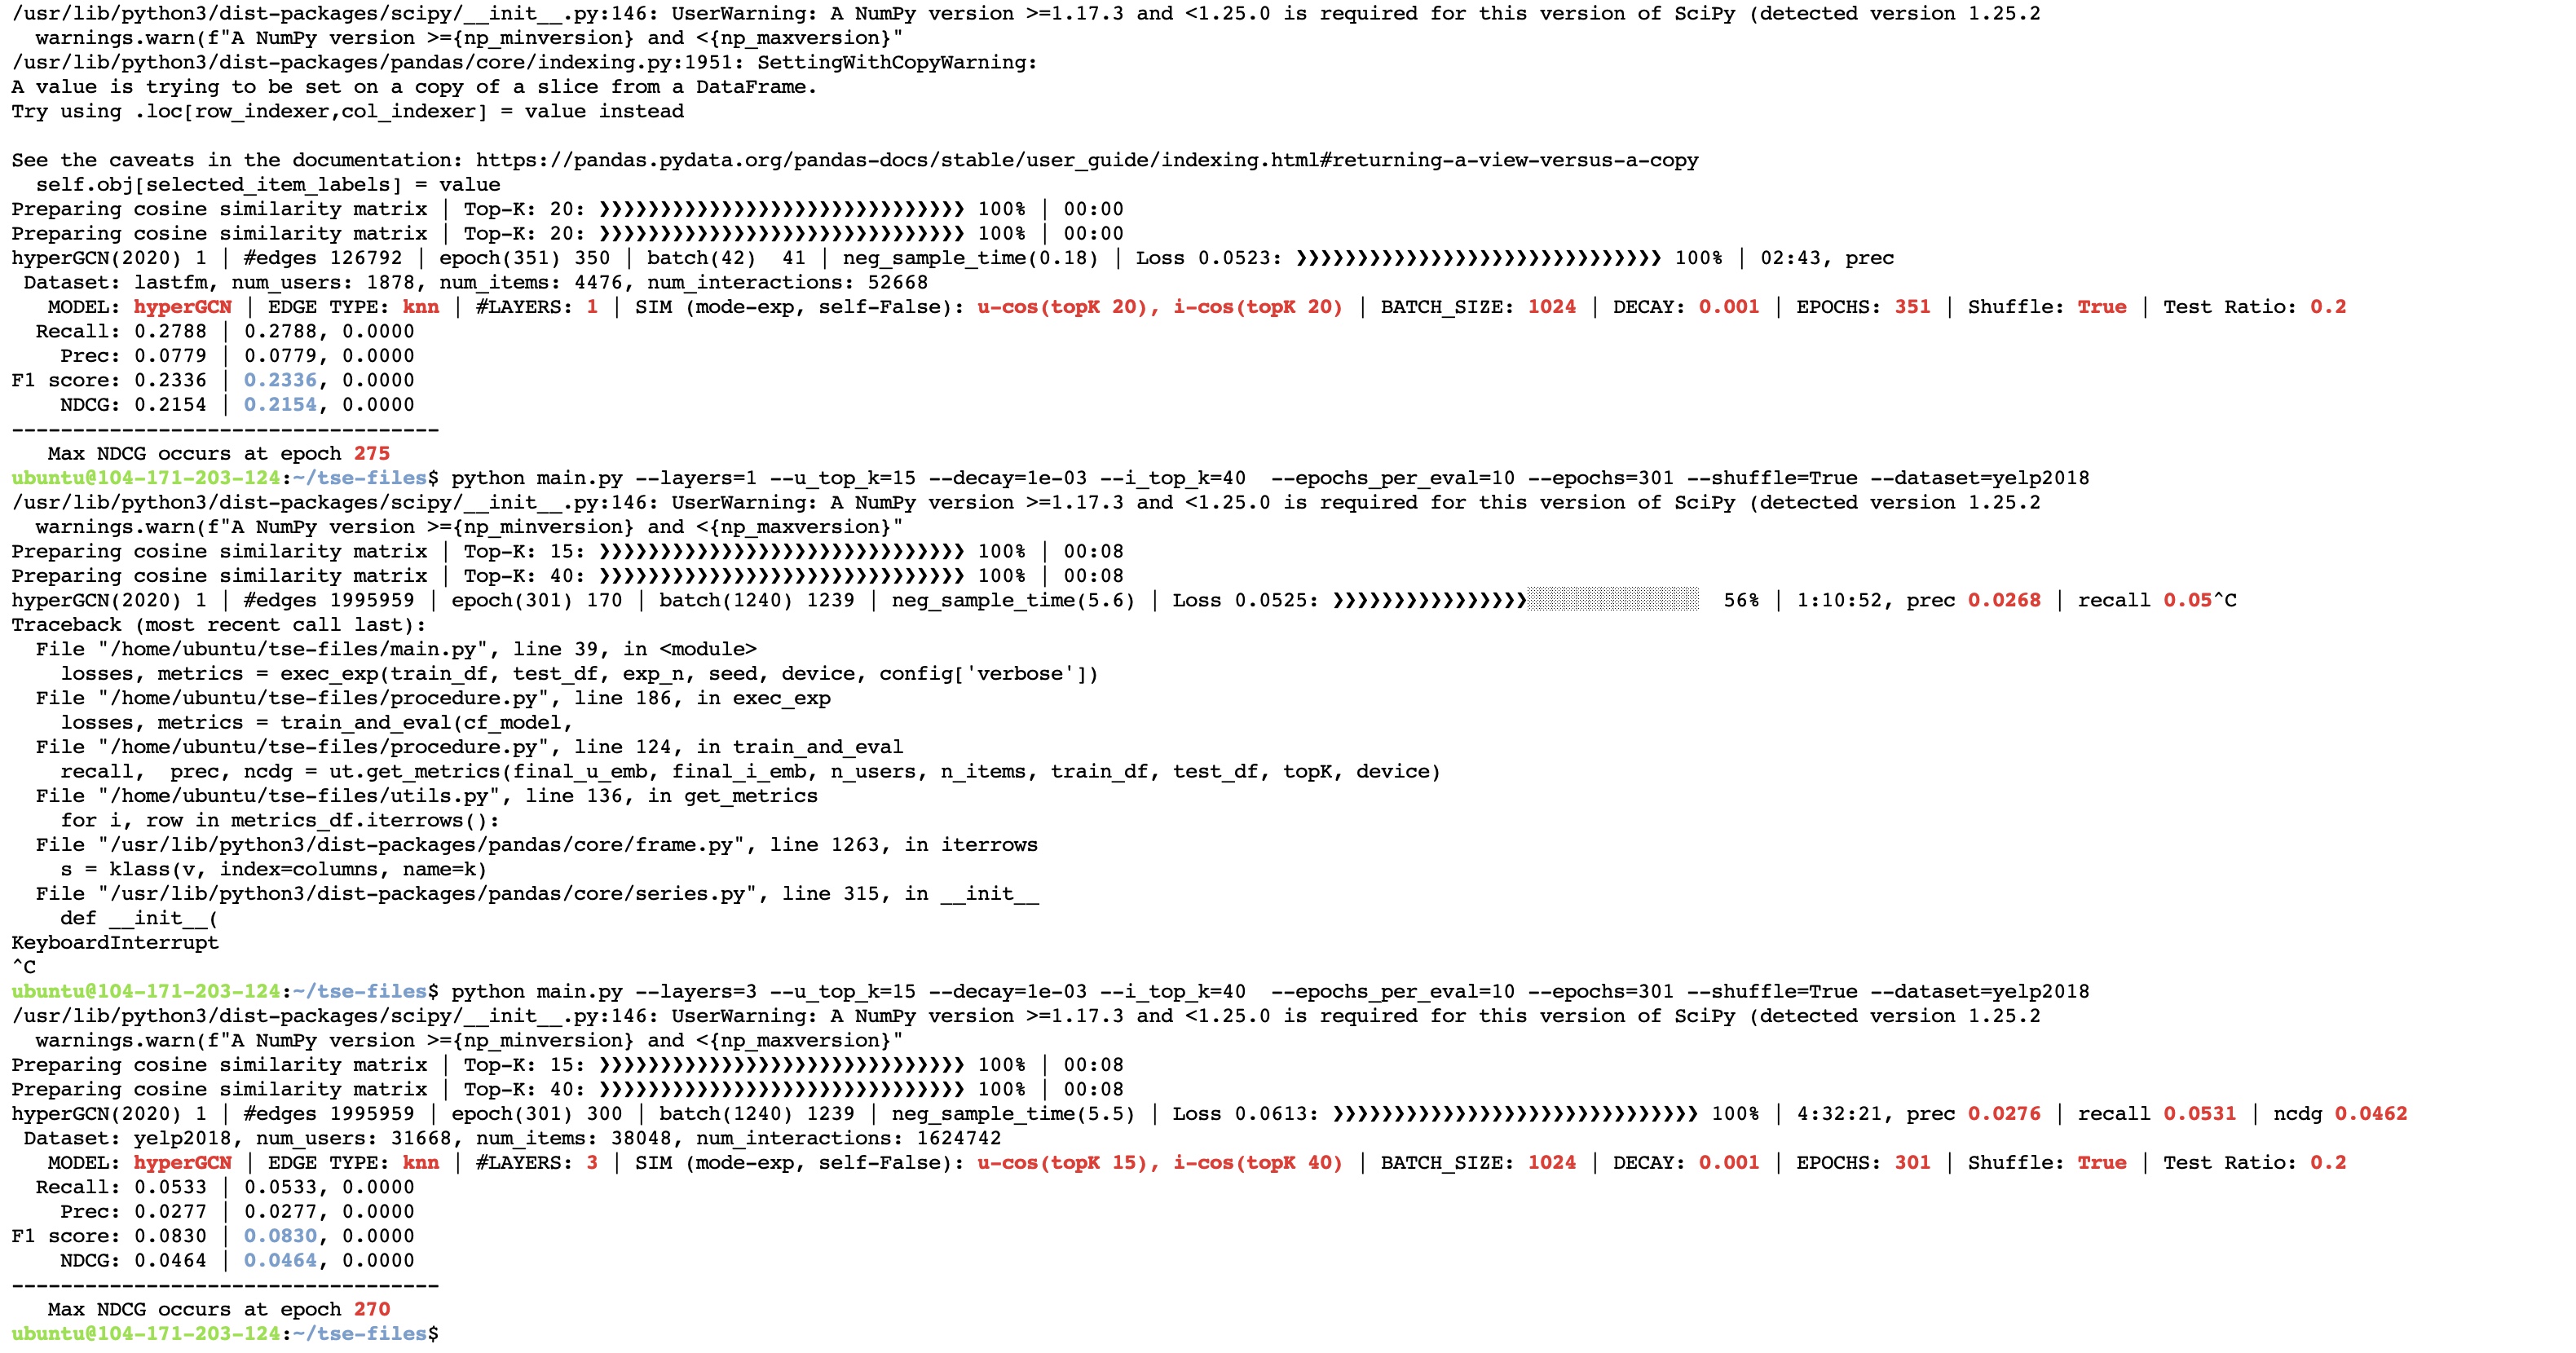 /usr/lib/python3/dist-packages/scipy/__init__.py:146: UserWarning: A NumPy version >=1.17.3 and <1.25.0 is required for this version of SciPy (detected version 1.25.2
  warnings.warn(f"A NumPy version >={np_minversion} and <{np_maxversion}"
/usr/lib/python3/dist-packages/pandas/core/indexing.py:1951: SettingWithCopyWarning:
A value is trying to be set on a copy of a slice from a DataFrame.
Try using .loc[row_indexer,col_indexer] = value instead

See the caveats in the documentation: https://pandas.pydata.org/pandas-docs/stable/user_guide/indexing.html#returning-a-view-versus-a-copy
  self.obj[selected_item_labels] = value
Preparing cosine similarity matrix | Top-K: 20: ❯❯❯❯❯❯❯❯❯❯❯❯❯❯❯❯❯❯❯❯❯❯❯❯❯❯❯❯❯❯ 100% | 00:00
Preparing cosine similarity matrix | Top-K: 20: ❯❯❯❯❯❯❯❯❯❯❯❯❯❯❯❯❯❯❯❯❯❯❯❯❯❯❯❯❯❯ 100% | 00:00
hyperGCN(2020) 1 | #edges 126792 | epoch(351) 350 | batch(42)  41 | neg_sample_time(0.18) | Loss 0.0523: ❯❯❯❯❯❯❯❯❯❯❯❯❯❯❯❯❯❯❯❯❯❯❯❯❯❯❯❯❯❯ 100% | 02:43, prec
 Dataset: lastfm, num_users: 1878, num_items: 4476, num_interactions: 52668
   MODEL: hyperGCN | EDGE TYPE: knn | #LAYERS: 1 | SIM (mode-exp, self-False): u-cos(topK 20), i-cos(topK 20) | BATCH_SIZE: 1024 | DECAY: 0.001 | EPOCHS: 351 | Shuffle: True | Test Ratio: 0.2
  Recall: 0.2788 | 0.2788, 0.0000
    Prec: 0.0779 | 0.0779, 0.0000
F1 score: 0.2336 | 0.2336, 0.0000
    NDCG: 0.2154 | 0.2154, 0.0000
-----------------------------------
   Max NDCG occurs at epoch 275
ubuntu@104-171-203-124:~/tse-files$ python main.py --layers=1 --u_top_k=15 --decay=1e-03 --i_top_k=40  --epochs_per_eval=10 --epochs=301 --shuffle=True --dataset=yelp2018
/usr/lib/python3/dist-packages/scipy/__init__.py:146: UserWarning: A NumPy version >=1.17.3 and <1.25.0 is required for this version of SciPy (detected version 1.25.2
  warnings.warn(f"A NumPy version >={np_minversion} and <{np_maxversion}"
Preparing cosine similarity matrix | Top-K: 15: ❯❯❯❯❯❯❯❯❯❯❯❯❯❯❯❯❯❯❯❯❯❯❯❯❯❯❯❯❯❯ 100% | 00:08
Preparing cosine similarity matrix | Top-K: 40: ❯❯❯❯❯❯❯❯❯❯❯❯❯❯❯❯❯❯❯❯❯❯❯❯❯❯❯❯❯❯ 100% | 00:08
hyperGCN(2020) 1 | #edges 1995959 | epoch(301) 170 | batch(1240) 1239 | neg_sample_time(5.6) | Loss 0.0525: ❯❯❯❯❯❯❯❯❯❯❯❯❯❯❯❯░░░░░░░░░░░░░░  56% | 1:10:52, prec 0.0268 | recall 0.05^C
Traceback (most recent call last):
  File "/home/ubuntu/tse-files/main.py", line 39, in <module>
    losses, metrics = exec_exp(train_df, test_df, exp_n, seed, device, config['verbose'])
  File "/home/ubuntu/tse-files/procedure.py", line 186, in exec_exp
    losses, metrics = train_and_eval(cf_model,
  File "/home/ubuntu/tse-files/procedure.py", line 124, in train_and_eval
    recall,  prec, ncdg = ut.get_metrics(final_u_emb, final_i_emb, n_users, n_items, train_df, test_df, topK, device)
  File "/home/ubuntu/tse-files/utils.py", line 136, in get_metrics
    for i, row in metrics_df.iterrows():
  File "/usr/lib/python3/dist-packages/pandas/core/frame.py", line 1263, in iterrows
    s = klass(v, index=columns, name=k)
  File "/usr/lib/python3/dist-packages/pandas/core/series.py", line 315, in __init__
    def __init__(
KeyboardInterrupt
^C
ubuntu@104-171-203-124:~/tse-files$ python main.py --layers=3 --u_top_k=15 --decay=1e-03 --i_top_k=40  --epochs_per_eval=10 --epochs=301 --shuffle=True --dataset=yelp2018
/usr/lib/python3/dist-packages/scipy/__init__.py:146: UserWarning: A NumPy version >=1.17.3 and <1.25.0 is required for this version of SciPy (detected version 1.25.2
  warnings.warn(f"A NumPy version >={np_minversion} and <{np_maxversion}"
Preparing cosine similarity matrix | Top-K: 15: ❯❯❯❯❯❯❯❯❯❯❯❯❯❯❯❯❯❯❯❯❯❯❯❯❯❯❯❯❯❯ 100% | 00:08
Preparing cosine similarity matrix | Top-K: 40: ❯❯❯❯❯❯❯❯❯❯❯❯❯❯❯❯❯❯❯❯❯❯❯❯❯❯❯❯❯❯ 100% | 00:08
hyperGCN(2020) 1 | #edges 1995959 | epoch(301) 300 | batch(1240) 1239 | neg_sample_time(5.5) | Loss 0.0613: ❯❯❯❯❯❯❯❯❯❯❯❯❯❯❯❯❯❯❯❯❯❯❯❯❯❯❯❯❯❯ 100% | 4:32:21, prec 0.0276 | recall 0.0531 | ncdg 0.0462
 Dataset: yelp2018, num_users: 31668, num_items: 38048, num_interactions: 1624742
   MODEL: hyperGCN | EDGE TYPE: knn | #LAYERS: 3 | SIM (mode-exp, self-False): u-cos(topK 15), i-cos(topK 40) | BATCH_SIZE: 1024 | DECAY: 0.001 | EPOCHS: 301 | Shuffle: True | Test Ratio: 0.2
  Recall: 0.0533 | 0.0533, 0.0000
    Prec: 0.0277 | 0.0277, 0.0000
F1 score: 0.0830 | 0.0830, 0.0000
    NDCG: 0.0464 | 0.0464, 0.0000
-----------------------------------
   Max NDCG occurs at epoch 270
ubuntu@104-171-203-124:~/tse-files$